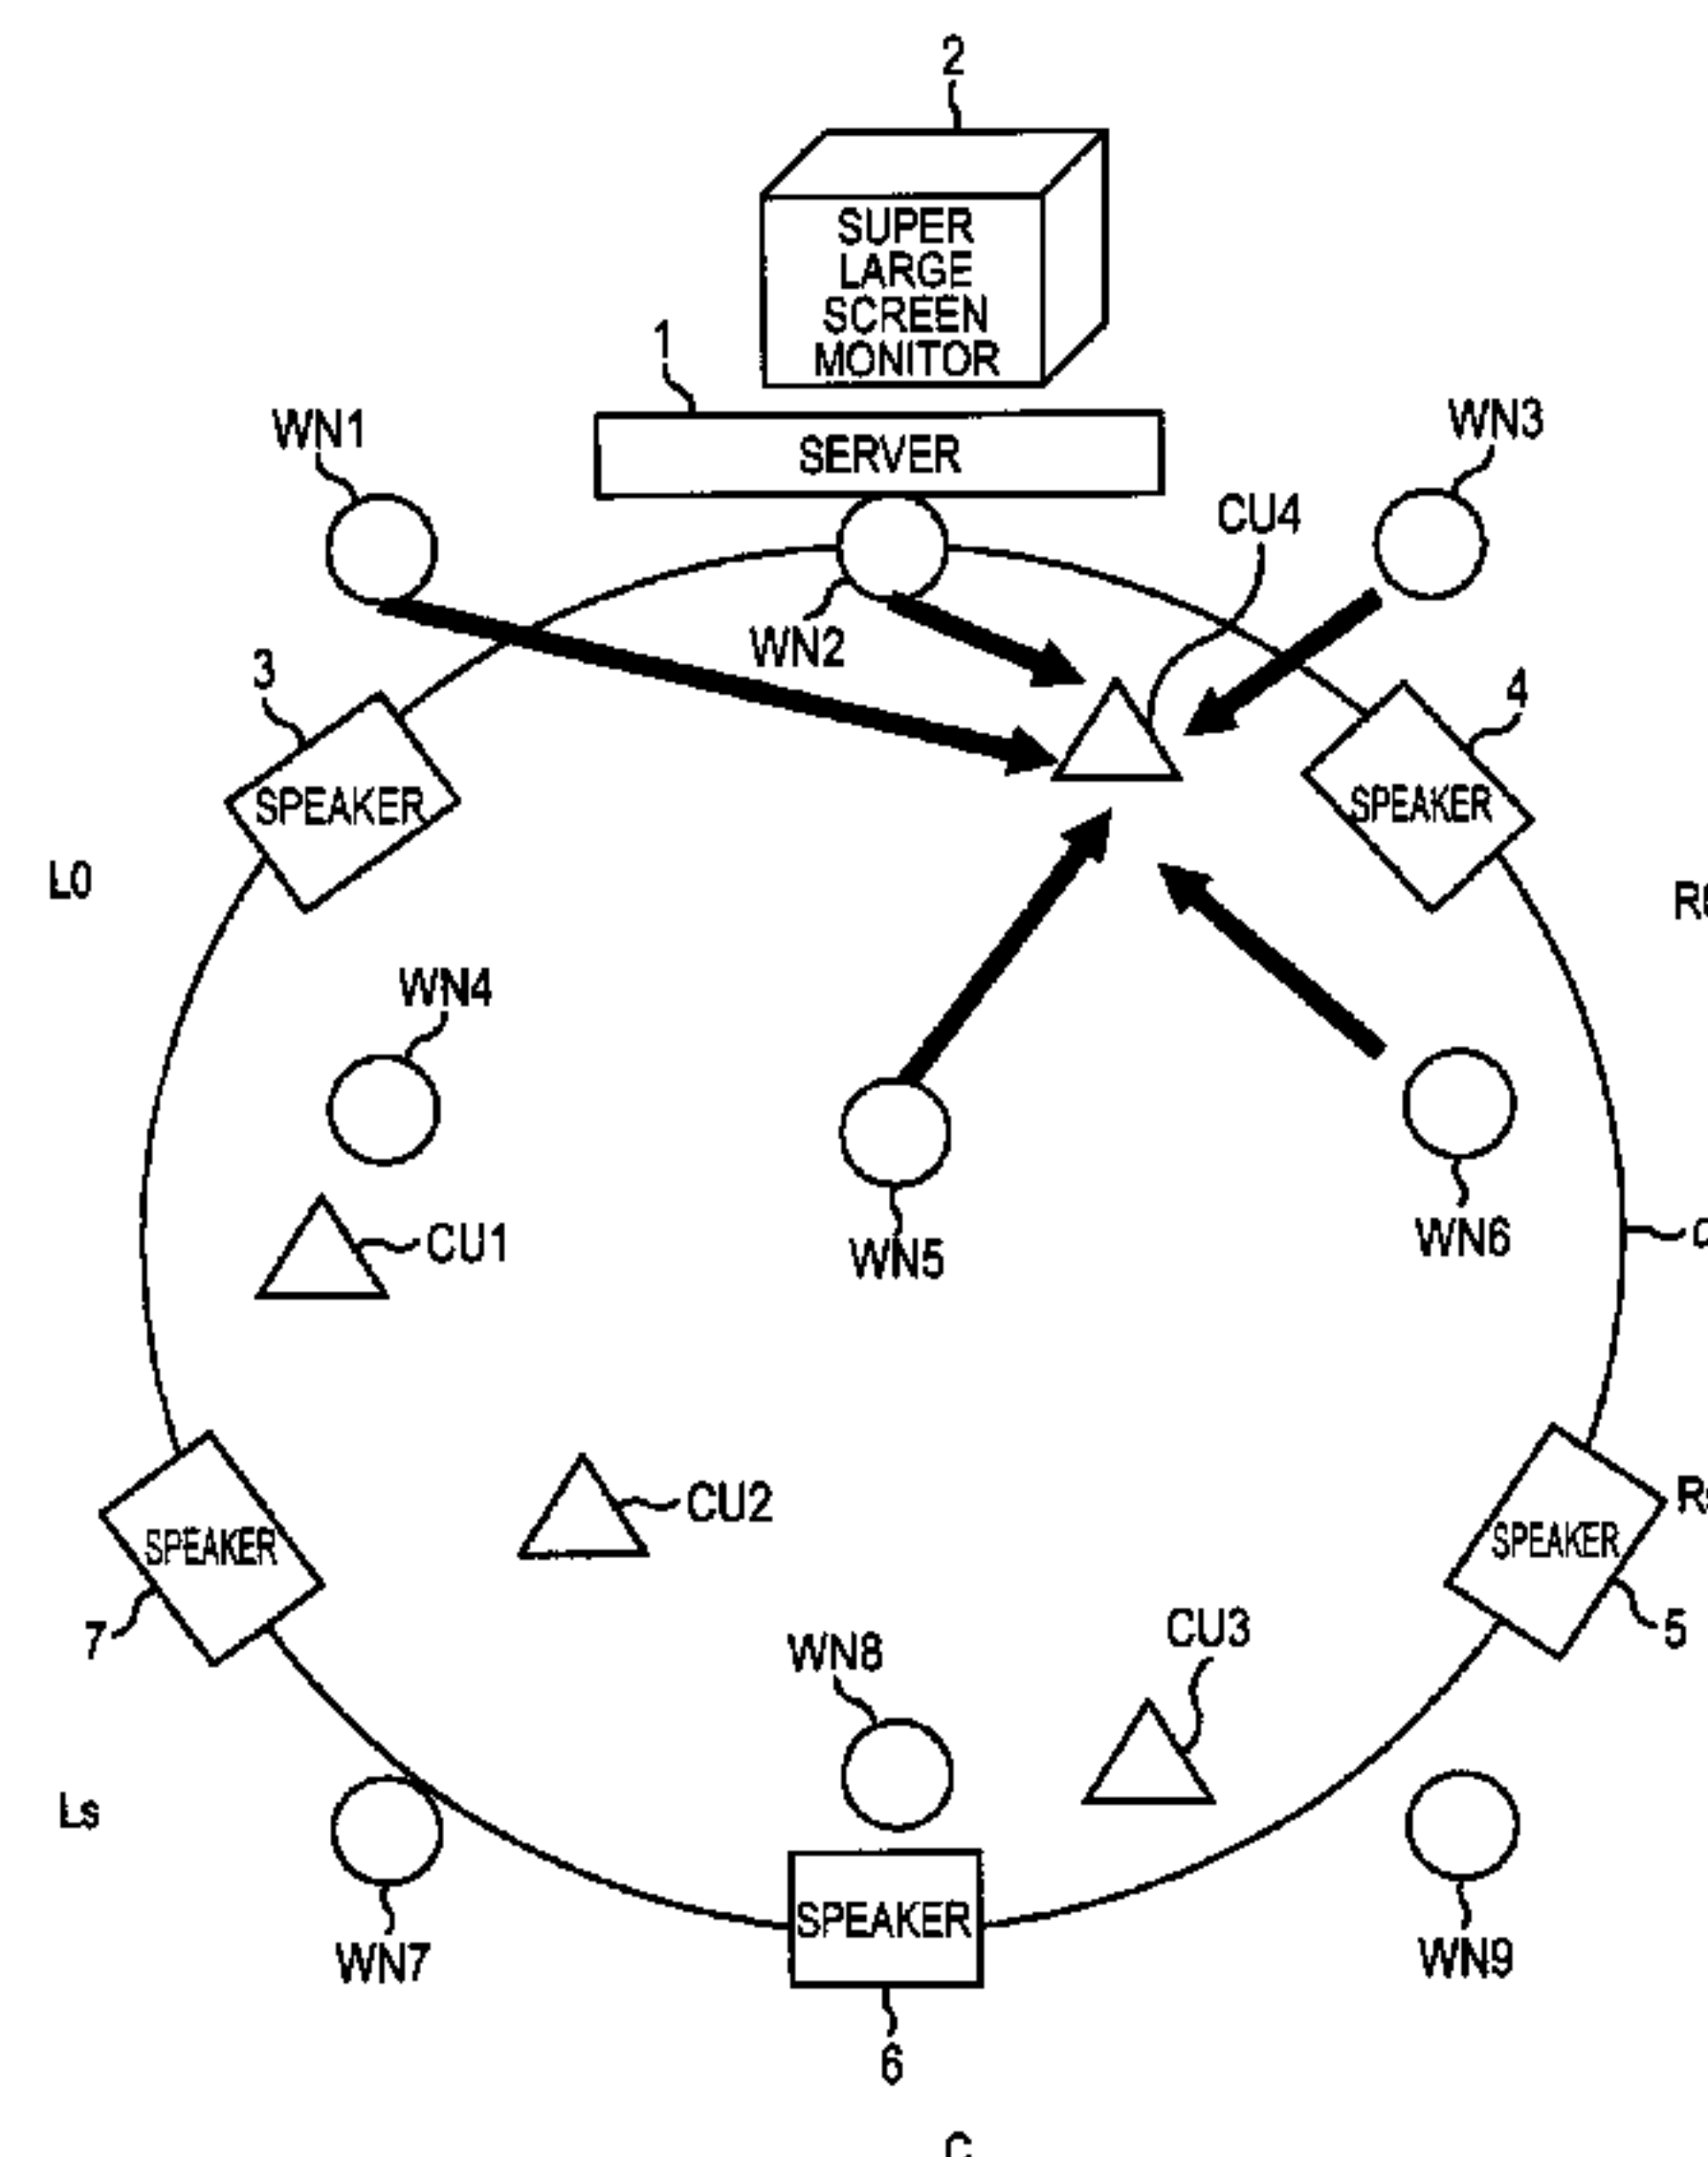 2
SUPER
LARGE
SCREEN
MONITOR
1
SERVER
WN1
WN3
CU4
WN2
3
4
SPEAKER
SPEAKER
L0
WN4
CU1
WN5
WN6
CU2
SPEAKER
SPEAKER
7
5
WN8
CU3
Ls
SPEAKER
WN7
WN9
6